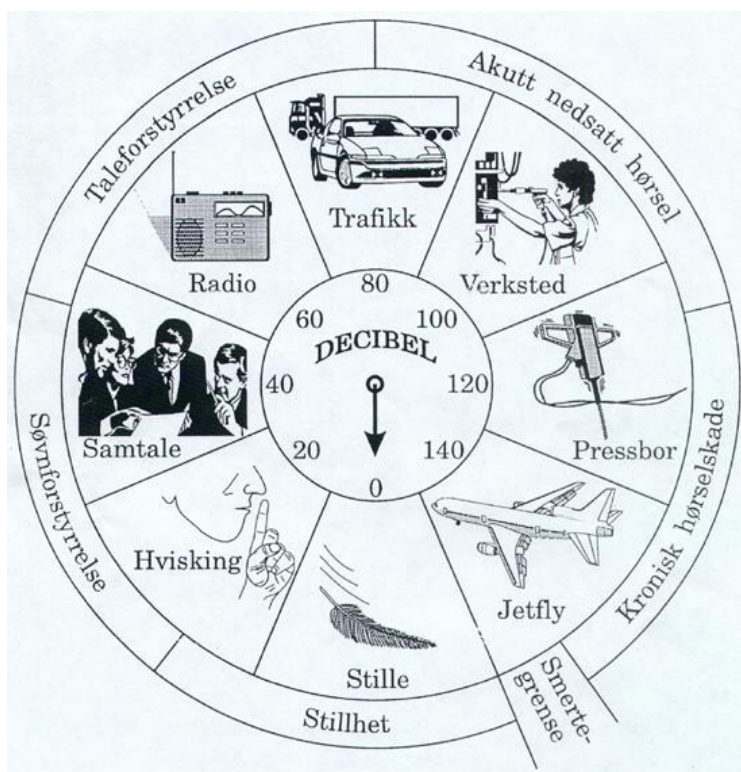 Taleforstyrrelse
Akutt nedsatt hørsel
Trafikk
Radio
Verksted
80
60
100
DECIBEL
40
120
20
140
0
Samtale
Pressbor
Hvisking
Jetfly
Stille
Søvnforstyrrelse
Kronisk hørselskade
Smerte-
grense
Stillhet